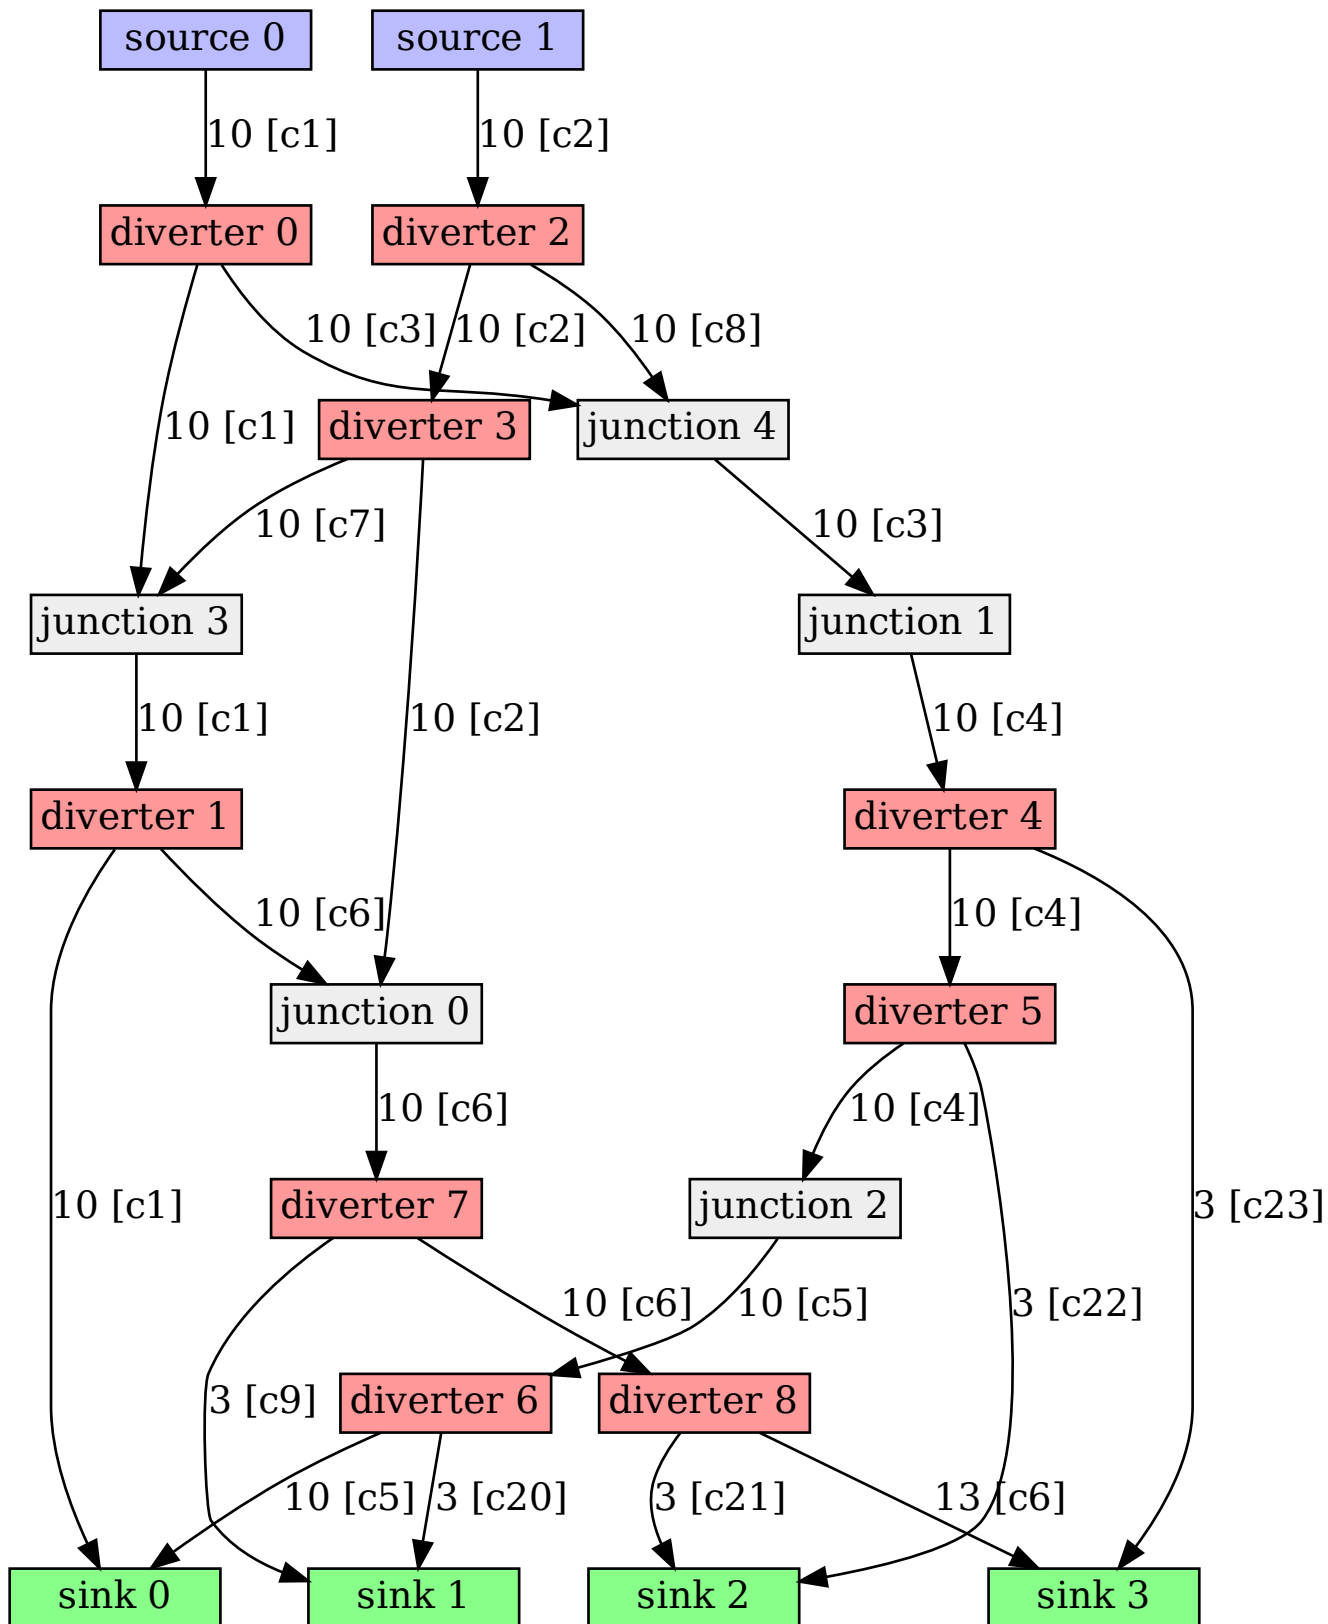 source 0
source 1
10 [c1]
10 [c2]
diverter 0
diverter 2
10 [c3]
10 [c2]
10 [c8]
10 [c1]
diverter 3
junction 4
10 [c7]
10 [c3]
junction 3
junction 1
10 [c1]
10 [c2]
10 [c4]
diverter 1
diverter 4
10 [c6]
10 [c4]
junction 0
diverter 5
10 [c6]
10 [c4]
10 [c1]
diverter 7
junction 2
3 [c23]
10 [c6]
10 [c5]
3 [c22]
3 [c9]
diverter 6
diverter 8
10 [c5]
3 [c20]
3 [c21]
13 [c6]
sink 0
sink 1
sink 2
sink 3